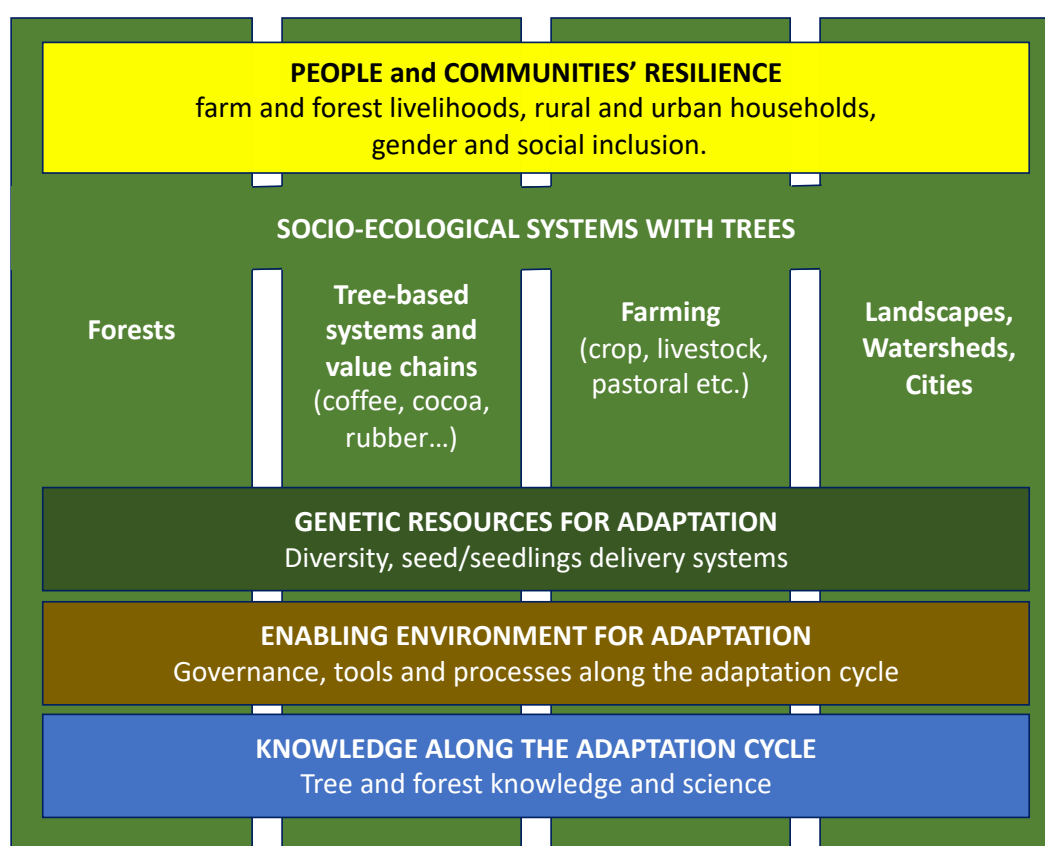 PEOPLE and COMMUNITIES’ RESILIENCE
farm and forest livelihoods, rural and urban households,
gender and social inclusion.
SOCIO-ECOLOGICAL SYSTEMS WITH TREES
Forests
Tree-based
systems and
value chains
(coffee, cocoa,
rubber…)
Farming
(crop, livestock,
pastoral etc.)
Landscapes,
Watersheds,
Cities
GENETIC RESOURCES FOR ADAPTATION
Diversity, seed/seedlings delivery systems
ENABLING ENVIRONMENT FOR ADAPTATION
Governance, tools and processes along the adaptation cycle
KNOWLEDGE ALONG THE ADAPTATION CYCLE
Tree and forest knowledge and science